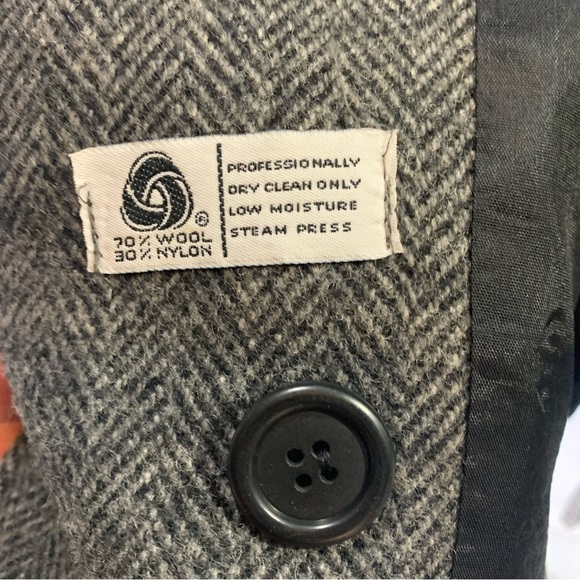 ®
70% WOOL
30% NYLON
PROFESSIONALLY
DRY CLEAN ONLY
LOW MOISTURE
STEAM PRESS